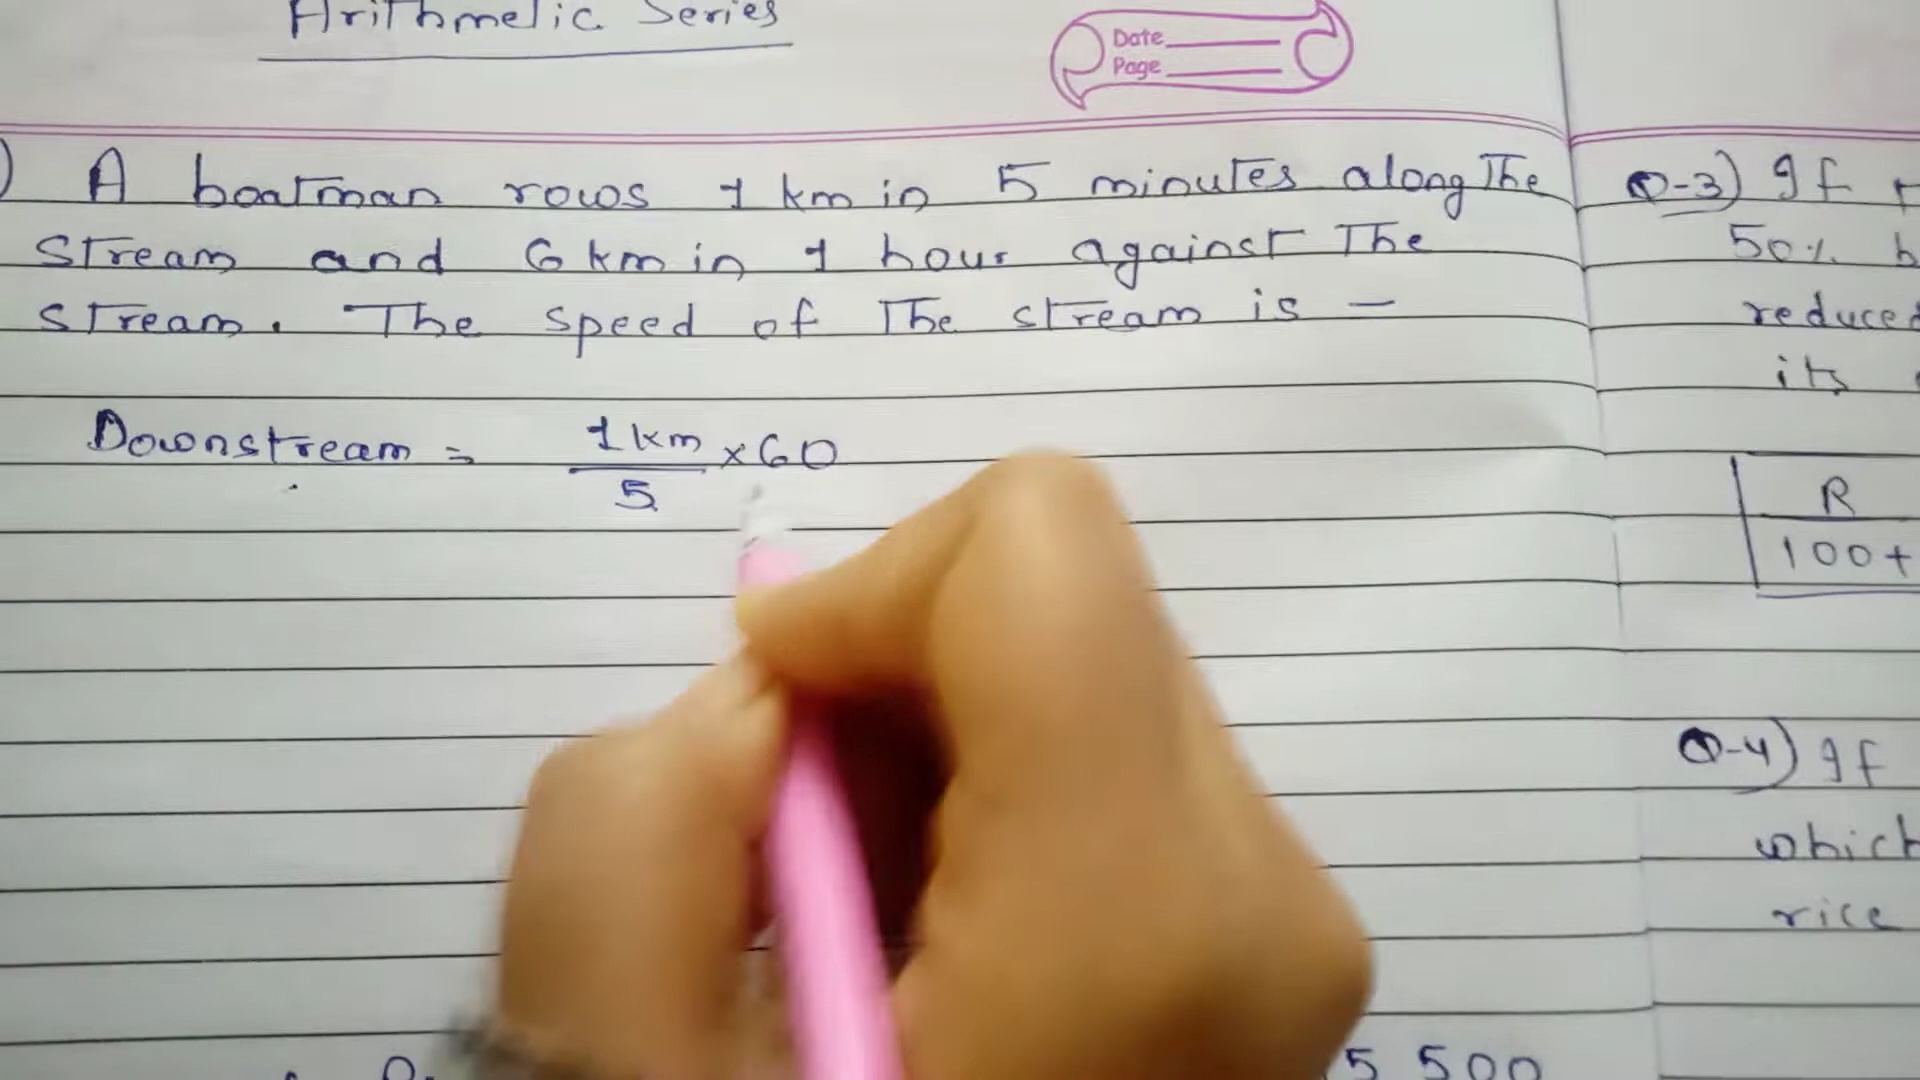 Arithmetic Series
Date
Page
) A boatman rows 1 km in 5 minutes along The
stream and 6 km in 1 hour against The
stream. The speed of The stream is –
Downstream = 1 km × 60
5
5 500
Q-3) If
50%
reduced
its
R
100+
Q-4) If
which
rice